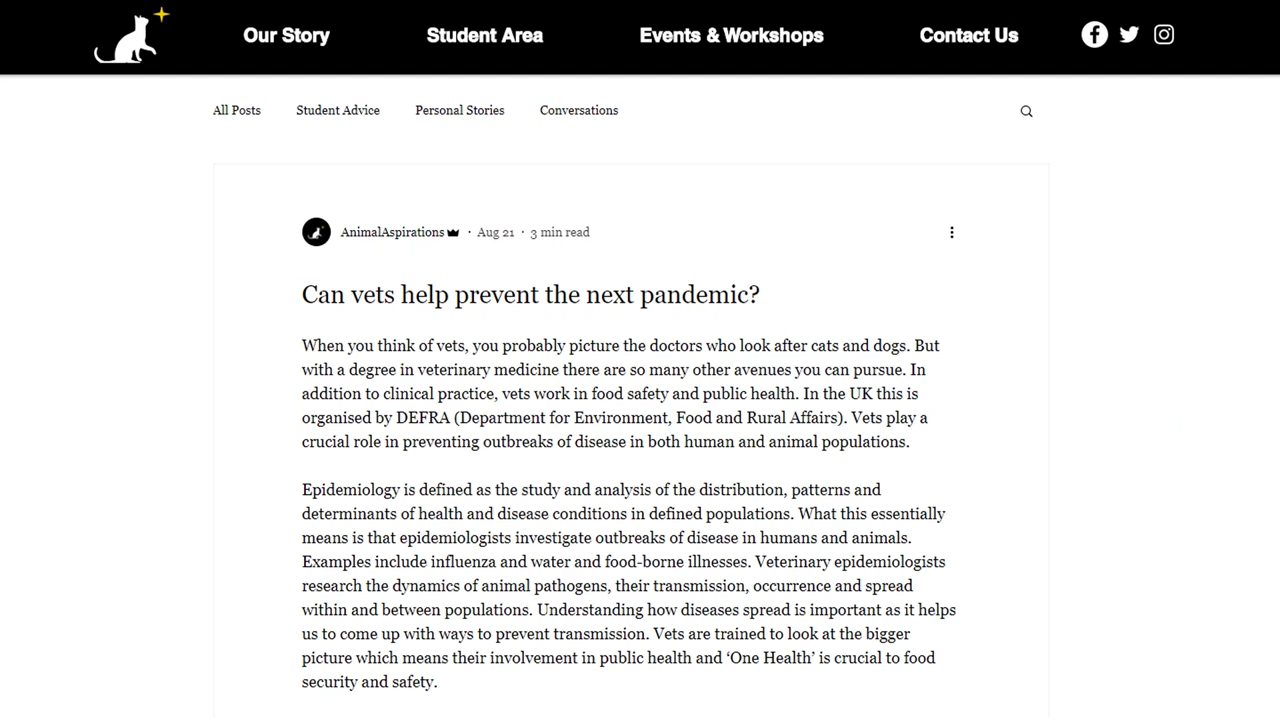 Our Story Student Area Events & Workshops Contact Us
All Posts Student Advice Personal Stories Conversations
AnimalAspirations · Aug 21 · 3 min read
Can vets help prevent the next pandemic?
When you think of vets, you probably picture the doctors who look after cats and dogs. But
with a degree in veterinary medicine there are so many other avenues you can pursue. In
addition to clinical practice, vets work in food safety and public health. In the UK this is
organised by DEFRA (Department for Environment, Food and Rural Affairs). Vets play a
crucial role in preventing outbreaks of disease in both human and animal populations.
Epidemiology is defined as the study and analysis of the distribution, patterns and
determinants of health and disease conditions in defined populations. What this essentially
means is that epidemiologists investigate outbreaks of disease in humans and animals.
Examples include influenza and water and food-borne illnesses. Veterinary epidemiologists
research the dynamics of animal pathogens, their transmission, occurrence and spread
within and between populations. Understanding how diseases spread is important as it helps
us to come up with ways to prevent transmission. Vets are trained to look at the bigger
picture which means their involvement in public health and ‘One Health’ is crucial to food
security and safety.